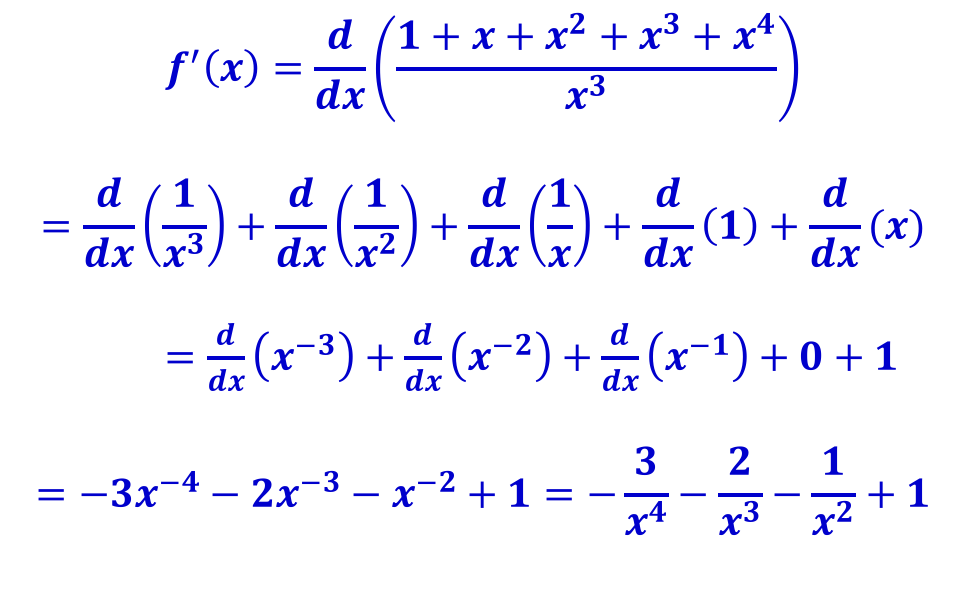 f′(x) = d/dx ((1 + x + x² + x³ + x⁴)/x³)
= d/dx (1/x³) + d/dx (1/x²) + d/dx (1/x) + d/dx (1) + d/dx (x)
= d/dx (x⁻³) + d/dx (x⁻²) + d/dx (x⁻¹) + 0 + 1
= −3x⁻⁴ − 2x⁻³ − x⁻² + 1 = − 3/x⁴ − 2/x³ − 1/x² + 1